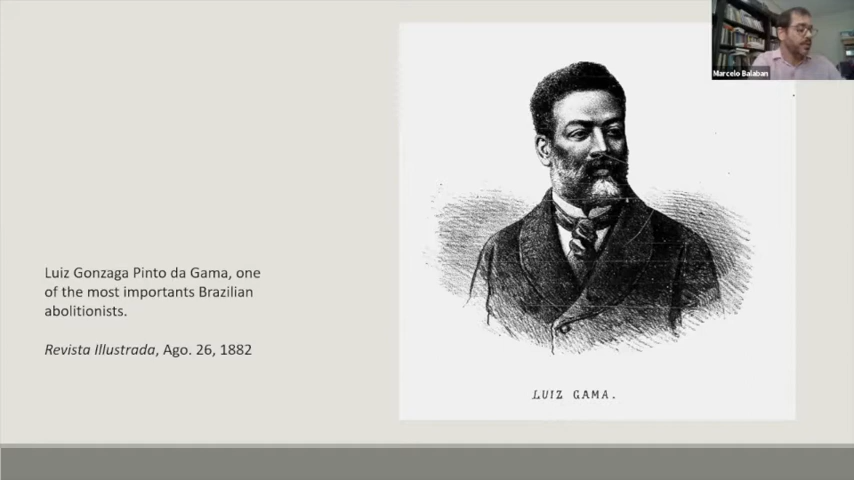 Marcelo Balaban
Luiz Gonzaga Pinto da Gama, one
of the most importants Brazilian
abolitionists.
Revista Illustrada, Ago. 26, 1882
LUIZ GAMA.